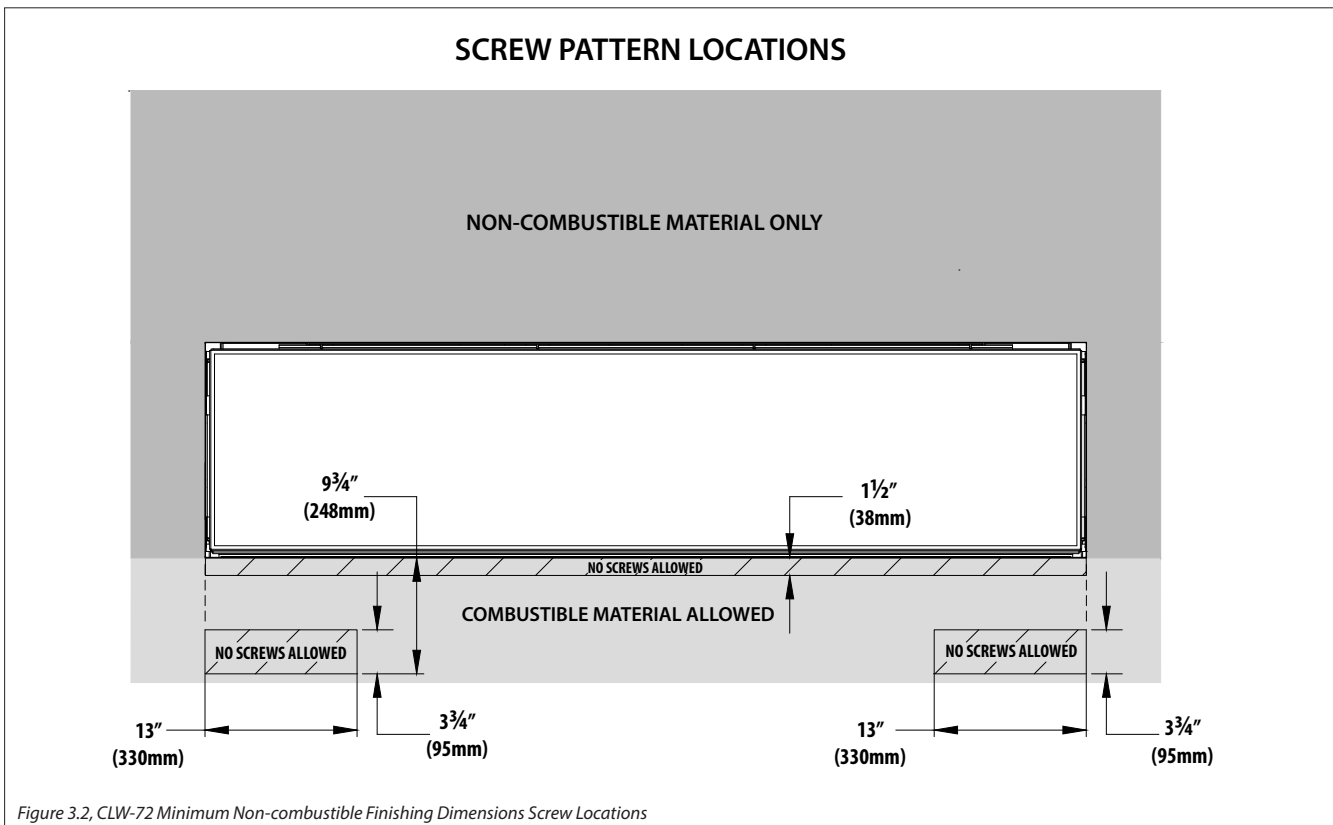 SCREW PATTERN LOCATIONS
NON-COMBUSTIBLE MATERIAL ONLY
9¾”
(248mm)
1½”
(38mm)
NO SCREWS ALLOWED
COMBUSTIBLE MATERIAL ALLOWED
NO SCREWS ALLOWED
NO SCREWS ALLOWED
13”
(330mm)
3¾”
(95mm)
13”
(330mm)
3¾”
(95mm)
Figure 3.2, CLW-72 Minimum Non-combustible Finishing Dimensions Screw Locations